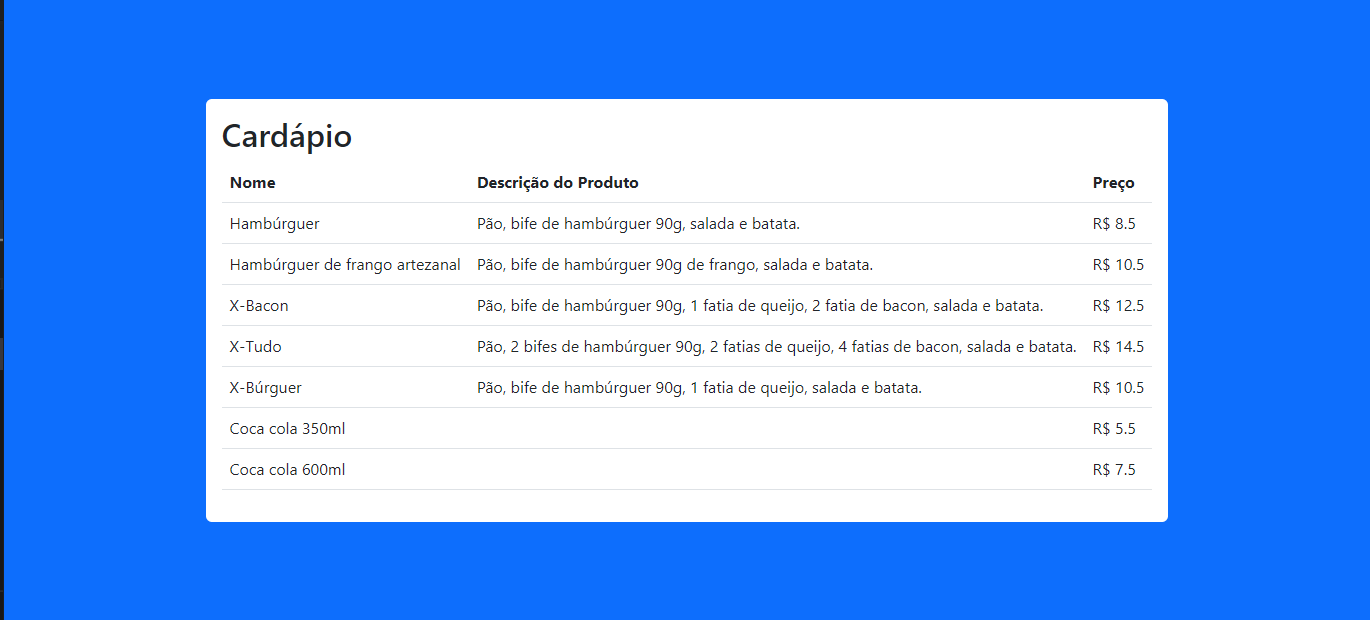 Cardápio
Nome Descrição do Produto Preço
Hambúrguer Pão, bife de hambúrguer 90g, salada e batata. R$ 8.5
Hambúrguer de frango artezanal Pão, bife de hambúrguer 90g de frango, salada e batata. R$ 10.5
X-Bacon Pão, bife de hambúrguer 90g, 1 fatia de queijo, 2 fatia de bacon, salada e batata. R$ 12.5
X-Tudo Pão, 2 bifes de hambúrguer 90g, 2 fatias de queijo, 4 fatias de bacon, salada e batata. R$ 14.5
X-Búrguer Pão, bife de hambúrguer 90g, 1 fatia de queijo, salada e batata. R$ 10.5
Coca cola 350ml R$ 5.5
Coca cola 600ml R$ 7.5